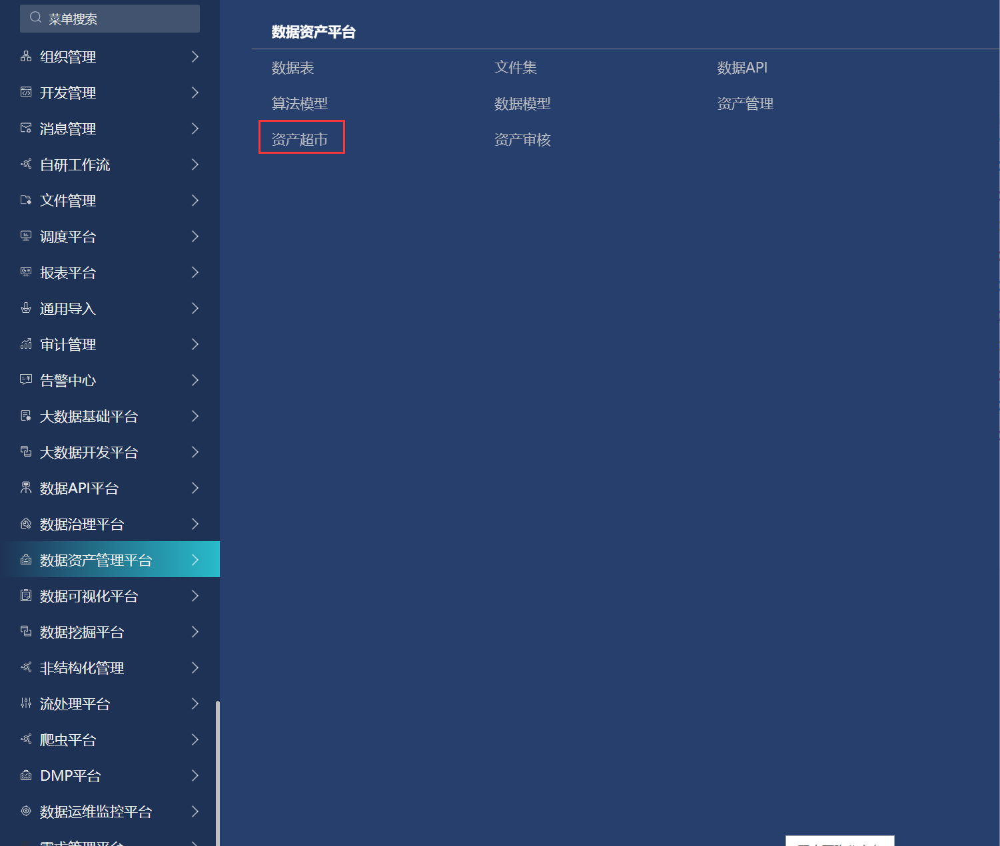 菜单搜索
组织管理
开发管理
消息管理
自研工作流
文件管理
调度平台
报表平台
通用导入
审计管理
告警中心
大数据基础平台
大数据开发平台
数据API平台
数据治理平台
数据资产管理平台
数据可视化平台
数据挖掘平台
非结构化管理
流处理平台
爬虫平台
DMP平台
数据运维监控平台
需求管理平台
数据资产平台
数据表 文件集 数据API
算法模型 数据模型 资产管理
资产超市 资产审核